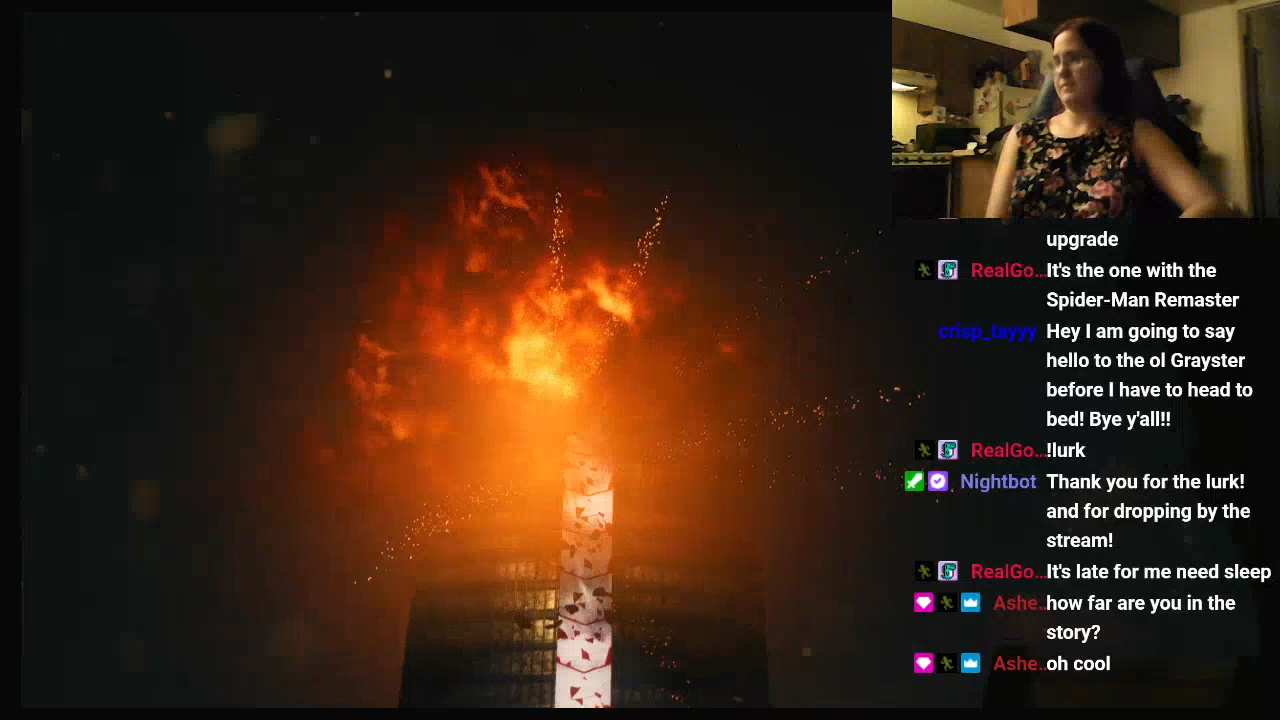 upgrade
RealGo... It's the one with the
Spider-Man Remaster
crisp_tayyy Hey I am going to say
hello to the ol Grayster
before I have to head to
bed! Bye y'all!!
RealGo... !lurk
Nightbot Thank you for the lurk!
and for dropping by the
stream!
RealGo... It's late for me need sleep
Ashe... how far are you in the
story?
Ashe... oh cool